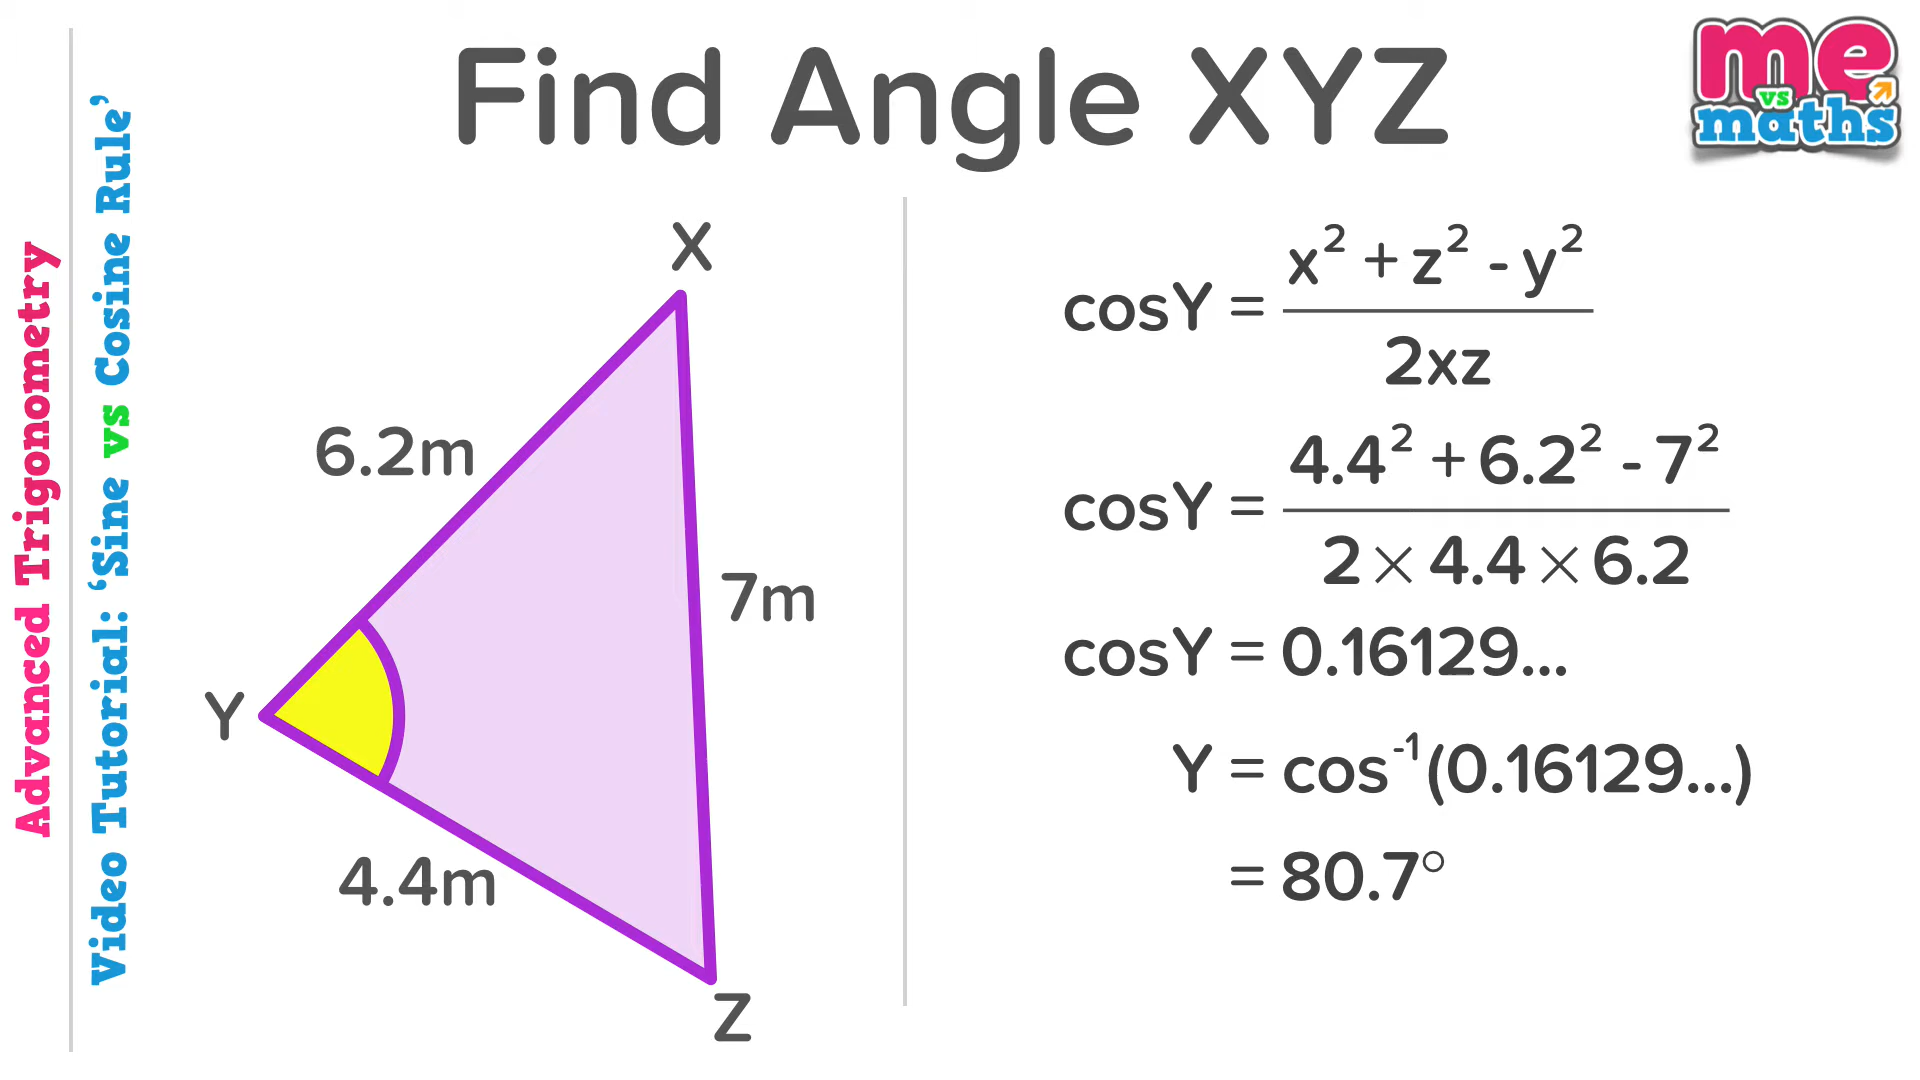 Find Angle XYZ
me
vs
maths
Advanced Trigonometry
Video Tutorial: ‘Sine vs Cosine Rule’
X
6.2m
7m
Y
4.4m
Z
cosY = x² + z² - y² / 2xz
cosY = 4.4² + 6.2² - 7² / 2 × 4.4 × 6.2
cosY = 0.16129...
Y = cos⁻¹(0.16129...)
= 80.7°